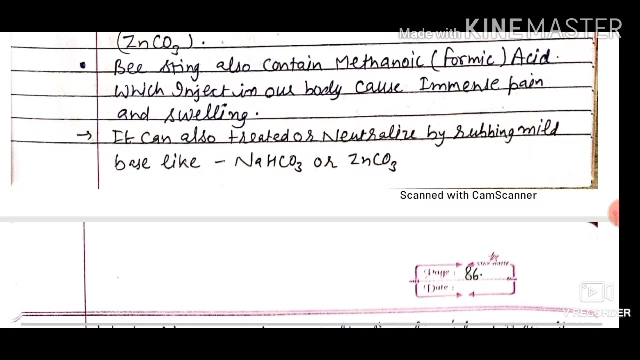 Made with KINEMASTER
(ZnCO3).
• Bee sting also contain Methanoic (formic) Acid.
which Inject in our body cause Immense pain
and swelling.
→ It can also treated or Neutralize by rubbing mild
base like - NaHCO3 or ZnCO3
Scanned with CamScanner
Page: 86.
Date:
V RECORDER